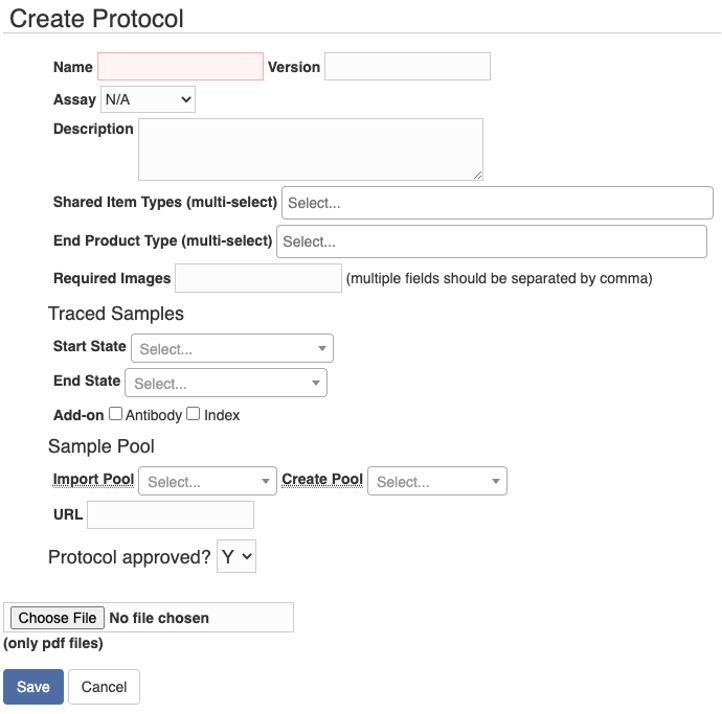 Create Protocol
Name Version
Assay N/A
Description
Shared Item Types (multi-select) Select...
End Product Type (multi-select) Select...
Required Images (multiple fields should be separated by comma)
Traced Samples
Start State Select...
End State Select...
Add-on Antibody Index
Sample Pool
Import Pool Select... Create Pool Select...
URL
Protocol approved? Y
Choose File No file chosen
(only pdf files)
Save Cancel